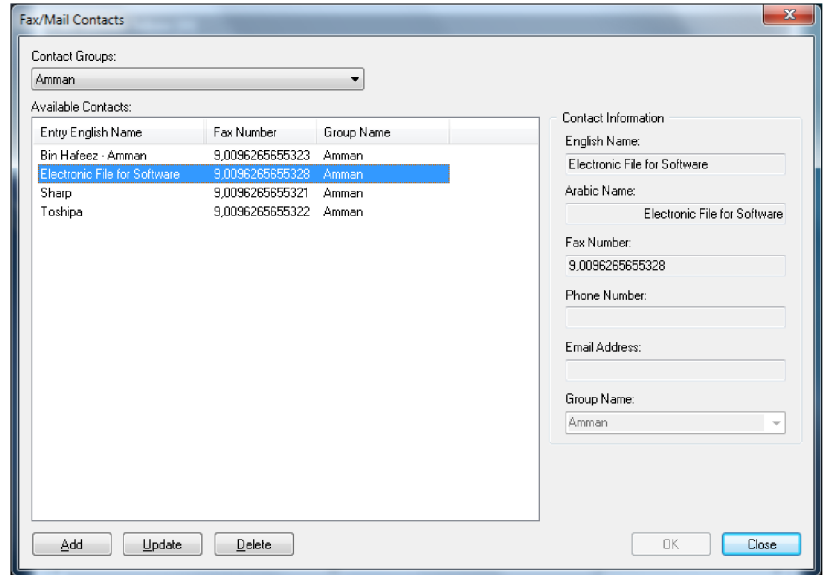 Fax/Mail Contacts
Contact Groups:
Amman
Available Contacts:
Entry English Name Fax Number Group Name
Bin Hafeez - Amman 9,0096265655323 Amman
Electronic File for Software 9,0096265655328 Amman
Sharp 9,0096265655321 Amman
Toshipa 9,0096265655322 Amman
Contact Information
English Name:
Electronic File for Software
Arabic Name:
Electronic File for Software
Fax Number:
9,0096265655328
Phone Number:
Email Address:
Group Name:
Amman
Add Update Delete OK Close